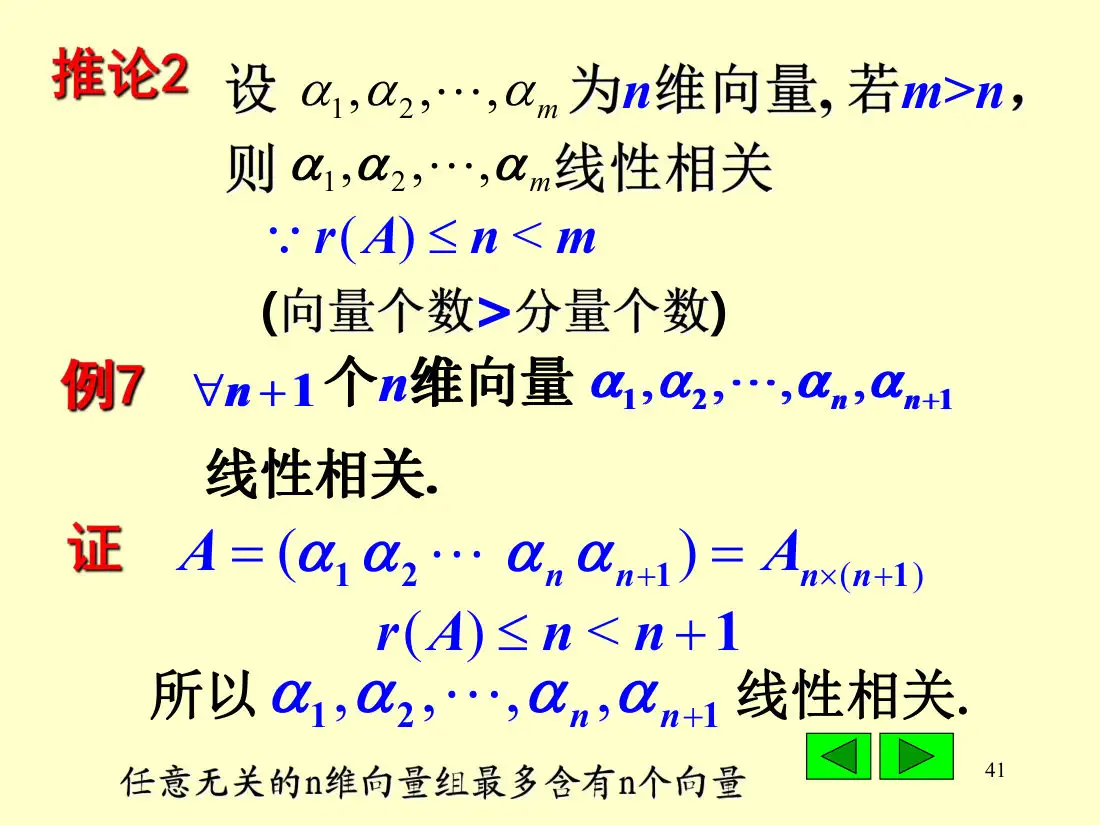 推论2 设 α₁,α₂,⋯,αₘ 为n维向量, 若m>n，
则 α₁,α₂,⋯,αₘ 线性相关
∵ r(A) ≤ n < m
(向量个数>分量个数)
例7 ∀n+1 个n维向量 α₁,α₂,⋯,αₙ,αₙ₊₁
线性相关.
证 A = (α₁ α₂ ⋯ αₙ αₙ₊₁) = Aₙ×₍ₙ₊₁₎
r(A) ≤ n < n+1
所以 α₁,α₂,⋯,αₙ,αₙ₊₁ 线性相关.
任意无关的n维向量组最多含有n个向量
41